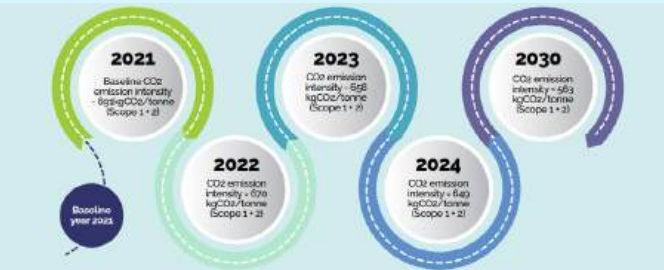 2021
Baseline CO2
emission intensity
- 691kgCO2/tonne
(Scope 1 + 2)
2023
CO2 emission
intensity = 658
kgCO2/tonne
(Scope 1 + 2)
2030
CO2 emission
intensity = 563
kgCO2/tonne
(Scope 1 + 2)
2022
CO2 emission
intensity = 670
kgCO2/tonne
(Scope 1 + 2)
2024
CO2 emission
intensity = 649
kgCO2/tonne
(Scope 1 + 2)
Baseline
year 2021